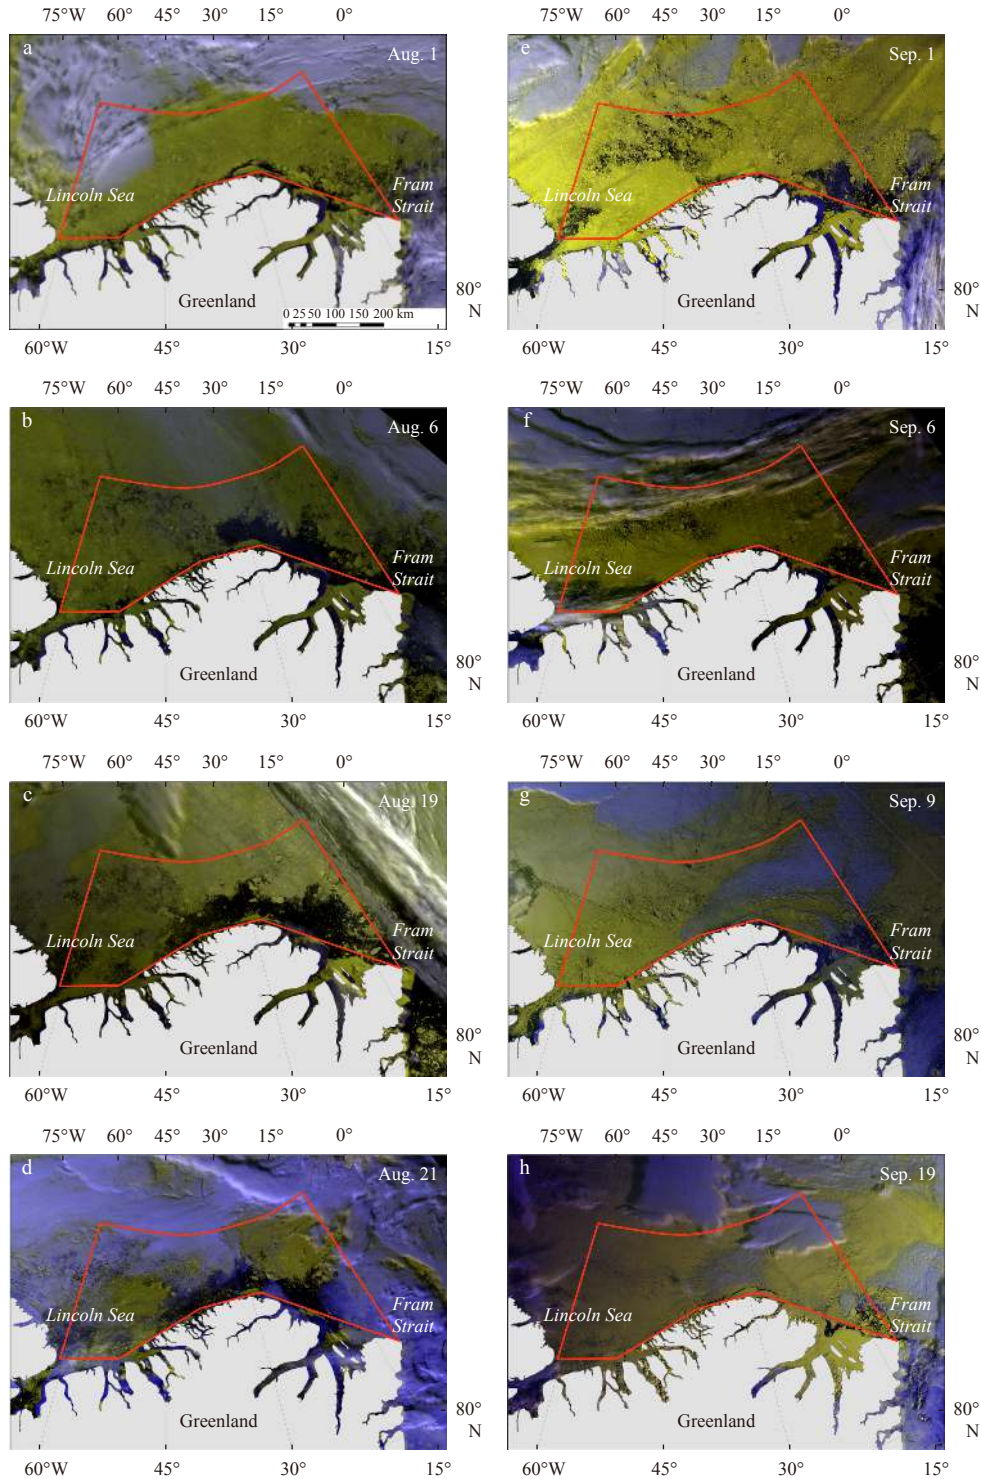 75°W 60° 45° 30° 15° 0°
a
Aug. 1
Lincoln Sea
Fram
Strait
Greenland
0 25 50 100 150 200 km
80°
N
60°W 45° 30° 15°
75°W 60° 45° 30° 15° 0°
b
Aug. 6
Lincoln Sea
Fram
Strait
Greenland
80°
N
60°W 45° 30° 15°
75°W 60° 45° 30° 15° 0°
c
Aug. 19
Lincoln Sea
Fram
Strait
Greenland
80°
N
60°W 45° 30° 15°
75°W 60° 45° 30° 15° 0°
d
Aug. 21
Lincoln Sea
Fram
Strait
Greenland
80°
N
60°W 45° 30° 15°
75°W 60° 45° 30° 15° 0°
e
Sep. 1
Lincoln Sea
Fram
Strait
Greenland
80°
N
60°W 45° 30° 15°
75°W 60° 45° 30° 15° 0°
f
Sep. 6
Lincoln Sea
Fram
Strait
Greenland
80°
N
60°W 45° 30° 15°
75°W 60° 45° 30° 15° 0°
g
Sep. 9
Lincoln Sea
Fram
Strait
Greenland
80°
N
60°W 45° 30° 15°
75°W 60° 45° 30° 15° 0°
h
Sep. 19
Lincoln Sea
Fram
Strait
Greenland
80°
N
60°W 45° 30° 15°